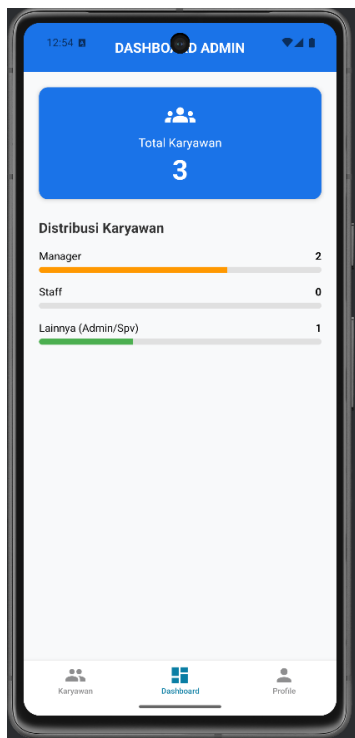 12:54
DASHBOARD ADMIN
Total Karyawan
3
Distribusi Karyawan
Manager 2
Staff 0
Lainnya (Admin/Spv) 1
Karyawan Dashboard Profile